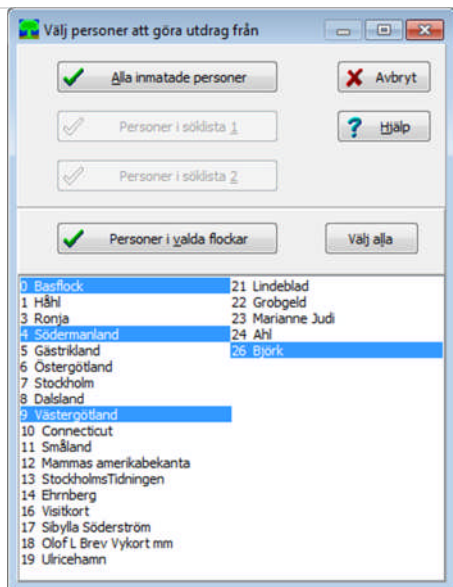 Välj personer att göra utdrag från
Alla inmatade personer
Avbryt
Personer i söklista 1
Hjälp
Personer i söklista 2
Personer i valda flockar
Välj alla
0 Basflock
1 Håhl
3 Ronja
4 Södermanland
5 Gästrikland
6 Östergötland
7 Stockholm
8 Dalsland
9 Västergötland
10 Connecticut
11 Småland
12 Mammas amerikabekanta
13 StockholmsTidningen
14 Ehrnberg
16 Visitkort
17 Sibylla Söderström
18 Olof L Brev Vykort mm
19 Ulricehamn
21 Lindeblad
22 Grobgeld
23 Marianne Judi
24 Ahl
26 Björk